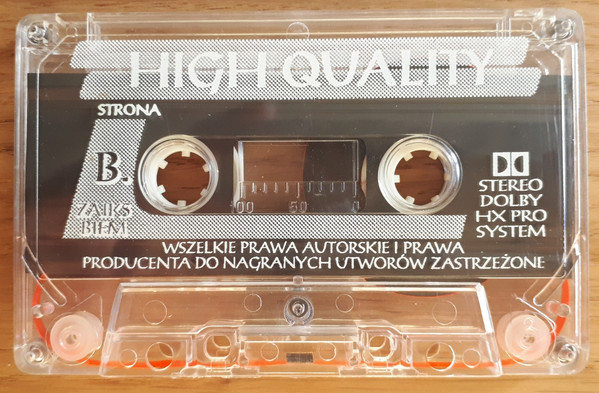 HIGH QUALITY
STRONA
B.
ZAIKS
BIEM
100 50 0
STEREO
DOLBY
HX PRO
SYSTEM
WSZELKIE PRAWA AUTORSKIE I PRAWA
PRODUCENTA DO NAGRANYCH UTWORÓW ZASTRZEŻONE